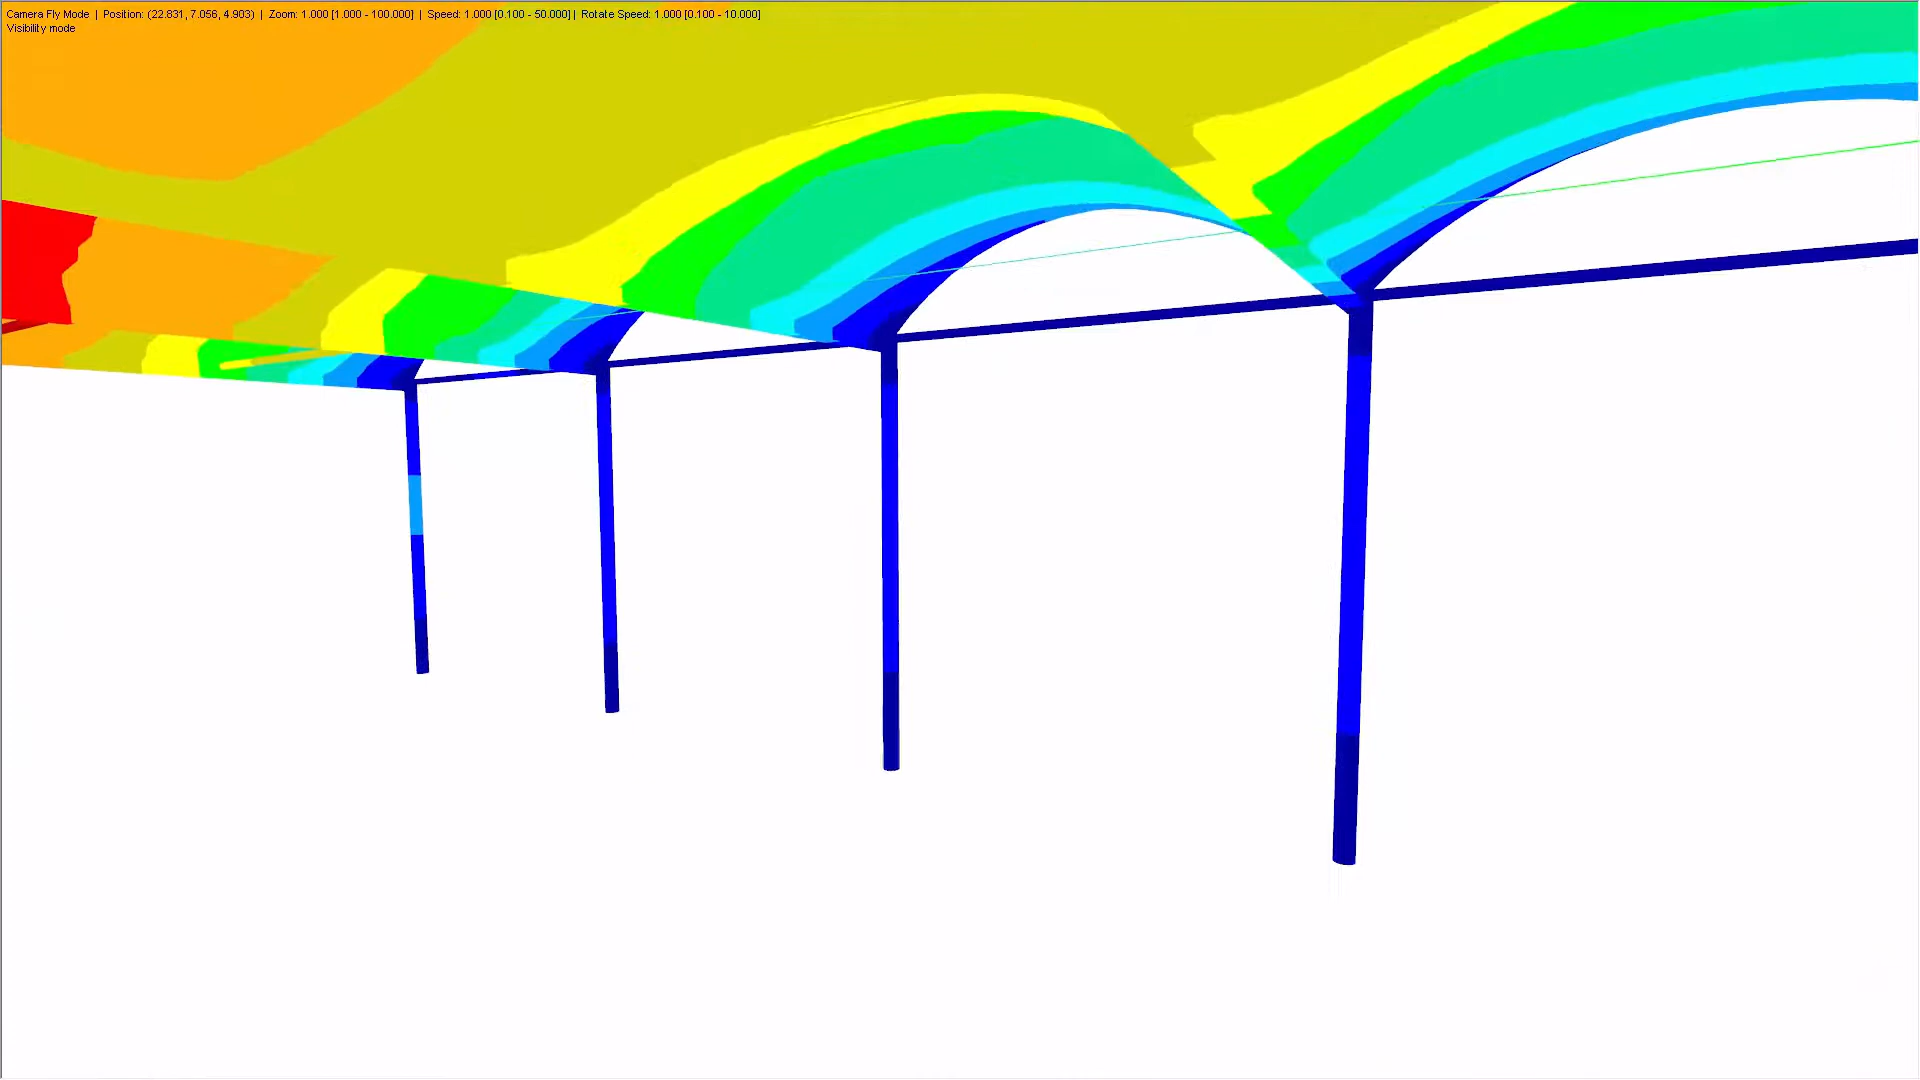 Camera Fly Mode | Position: (22.831, 7.056, 4.903) | Zoom: 1.000 [1.000 - 100.000] | Speed: 1.000 [0.100 - 50.000] | Rotate Speed: 1.000 [0.100 - 10.000]
Visibility mode